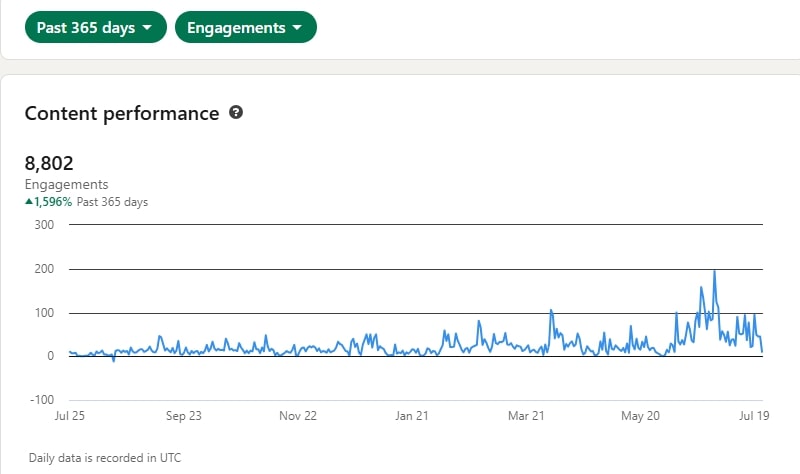 Past 365 days Engagements
Content performance
8,802
Engagements
1,596% Past 365 days
300
200
100
0
-100
Jul 25 Sep 23 Nov 22 Jan 21 Mar 21 May 20 Jul 19
Daily data is recorded in UTC